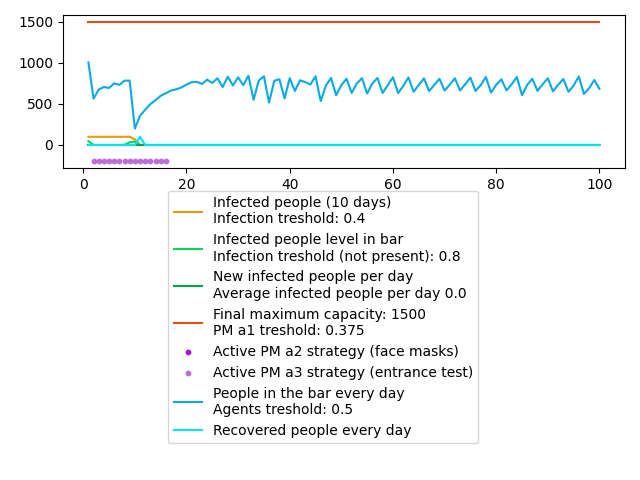 1500
1000
500
0
0 20 40 60 80 100
Infected people (10 days)
Infection treshold: 0.4
Infected people level in bar
Infection treshold (not present): 0.8
New infected people per day
Average infected people per day 0.0
Final maximum capacity: 1500
PM a1 treshold: 0.375
Active PM a2 strategy (face masks)
Active PM a3 strategy (entrance test)
People in the bar every day
Agents treshold: 0.5
Recovered people every day